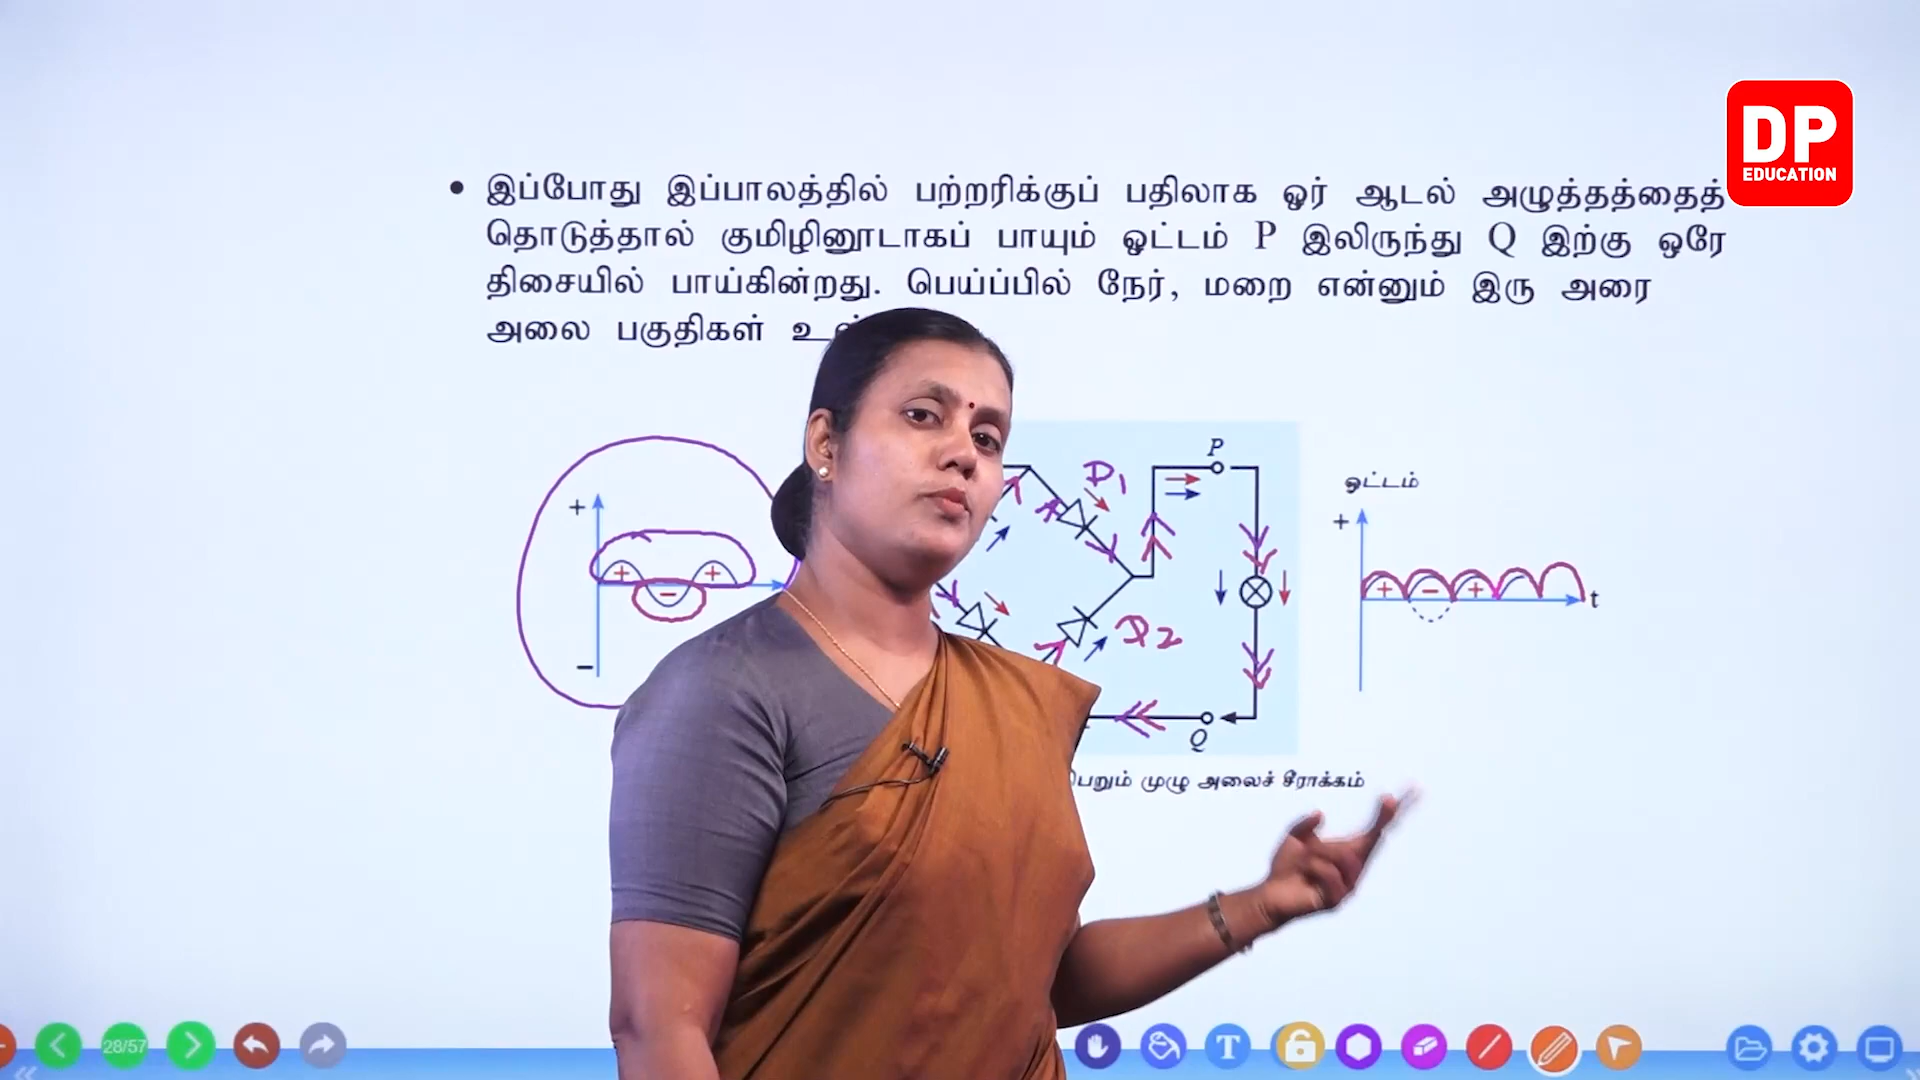 DP
EDUCATION
• இப்போது இப்பாலத்தில் பற்றரிக்குப் பதிலாக ஓர் ஆடல் அழுத்தத்தைத்
தொடுத்தால் குமிழினூடாகப் பாயும் ஓட்டம் P இலிருந்து Q இற்கு ஒரே
திசையில் பாய்கின்றது. பெய்ப்பில் நேர், மறை என்னும் இரு அரை
அலை பகுதிகள்
+
+ +
−
−
D1
D2
P
Q
ஓட்டம்
+
+ − +
t
முழு அலைச் சீராக்கம்
28/57
T